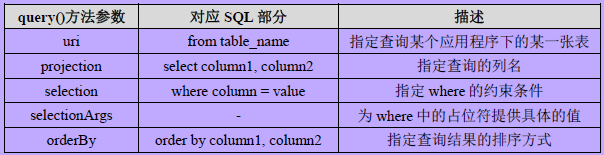 query()方法参数 对应 SQL 部分 描述
uri from table_name 指定查询某个应用程序下的某一张表
projection select column1, column2 指定查询的列名
selection where column = value 指定 where 的约束条件
selectionArgs - 为 where 中的占位符提供具体的值
orderBy order by column1, column2 指定查询结果的排序方式